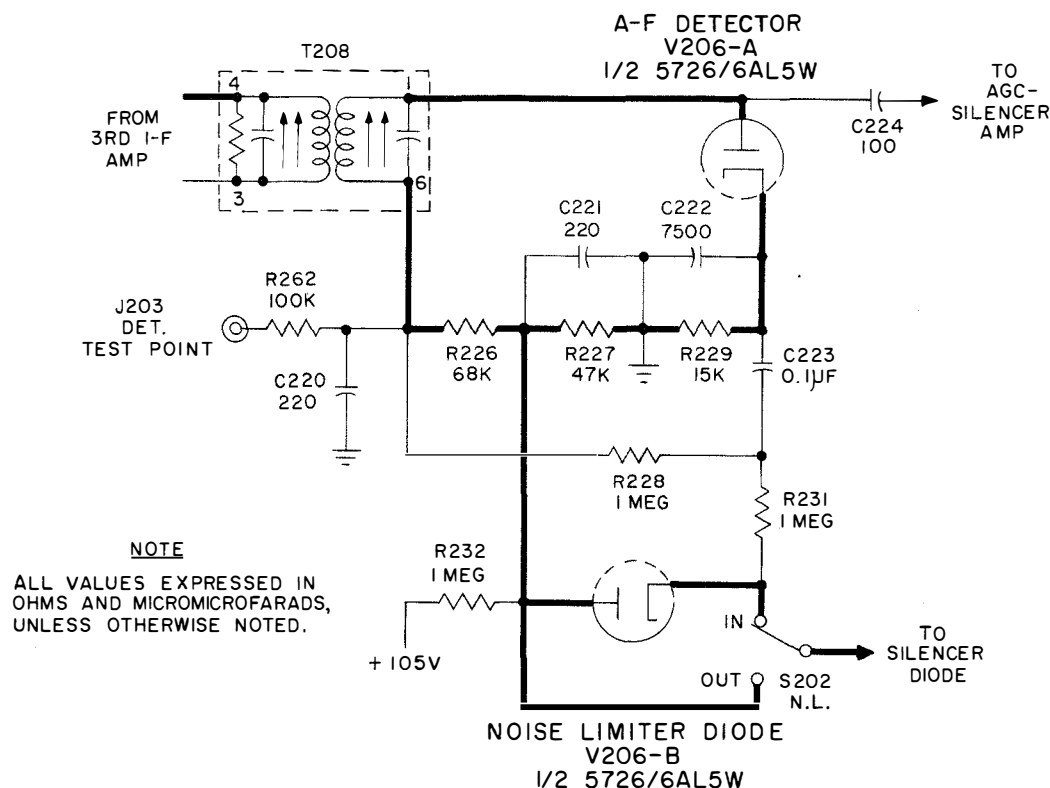 A-F DETECTOR
V206-A
1/2 5726/6AL5W
T208
4
3
6
FROM
3RD I-F
AMP
TO
AGC-
SILENCER
AMP
C224
100
C221
220
C222
7500
R262
100K
J203
DET.
TEST POINT
C220
220
R226
68K
R227
47K
R229
15K
C223
0.1µF
R228
1 MEG
R231
1 MEG
NOTE
ALL VALUES EXPRESSED IN
OHMS AND MICROMICROFARADS,
UNLESS OTHERWISE NOTED.
R232
1 MEG
+105V
IN
OUT
S202
N.L.
TO
SILENCER
DIODE
NOISE LIMITER DIODE
V206-B
1/2 5726/6AL5W